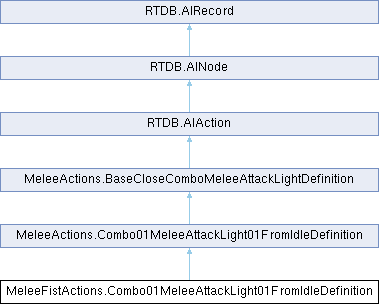 RTDB.AIRecord
RTDB.AINode
RTDB.AIAction
MeleeActions.BaseCloseComboMeleeAttackLightDefinition
MeleeActions.Combo01MeleeAttackLight01FromIdleDefinition
MeleeFistActions.Combo01MeleeAttackLight01FromIdleDefinition